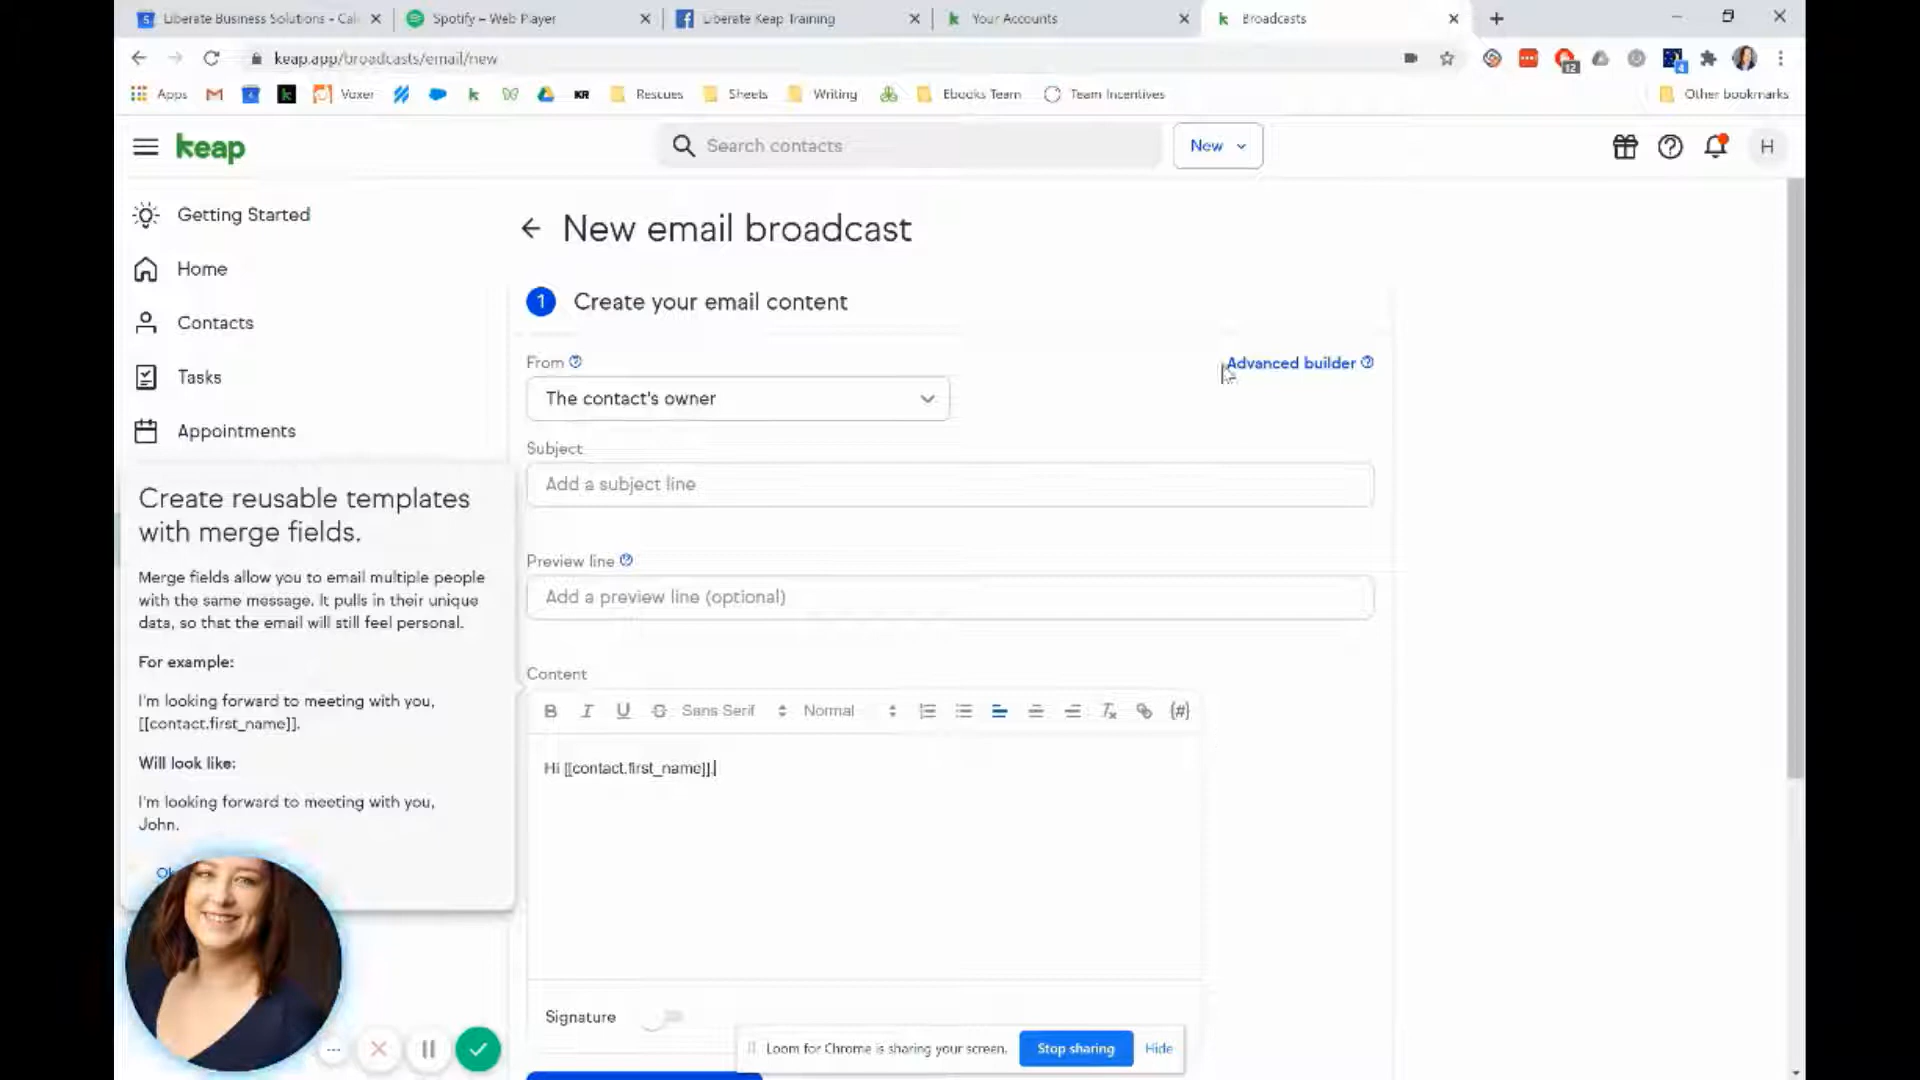 Liberate Business Solutions - Cal
Spotify – Web Player
Liberate Keap Training
Your Accounts
Broadcasts
keap.app/broadcasts/email/new
12
4
Apps
Voxer
KR
Rescues
Sheets
Writing
Ebooks Team
Team Incentives
Other bookmarks
keap
Search contacts
New
H
Getting Started
Home
Contacts
Tasks
Appointments
Create reusable templates
with merge fields.
Merge fields allow you to email multiple people
with the same message. It pulls in their unique
data, so that the email will still feel personal.
For example:
I'm looking forward to meeting with you,
[[contact.first_name]].
Will look like:
I'm looking forward to meeting with you,
John.
New email broadcast
1 Create your email content
From
Advanced builder
The contact's owner
Subject
Add a subject line
Preview line
Add a preview line (optional)
Content
B I U S Sans Serif Normal {#}
Hi [[contact.first_name]],
Signature
Loom for Chrome is sharing your screen.
Stop sharing
Hide